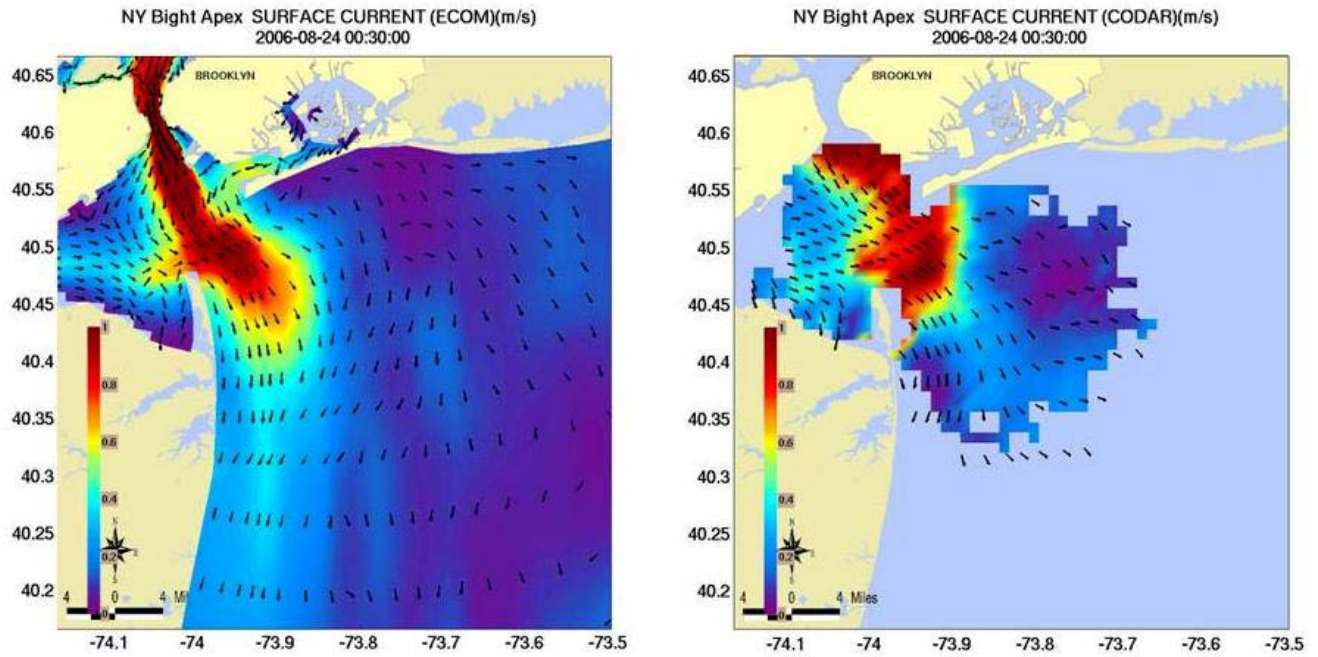 NY Bight Apex SURFACE CURRENT (ECOM)(m/s)
2006-08-24 00:30:00
BROOKLYN
40.65
40.6
40.55
40.5
40.45
40.4
40.35
40.3
40.25
40.2
1
0.8
0.6
0.4
0.2
0
N
S
4 0 4 Mil
-74.1 -74 -73.9 -73.8 -73.7 -73.6 -73.5
NY Bight Apex SURFACE CURRENT (CODAR)(m/s)
2006-08-24 00:30:00
BROOKLYN
40.65
40.6
40.55
40.5
40.45
40.4
40.35
40.3
40.25
40.2
1
0.8
0.6
0.4
0.2
0
N
S
4 0 4 Miles
-74.1 -74 -73.9 -73.8 -73.7 -73.6 -73.5